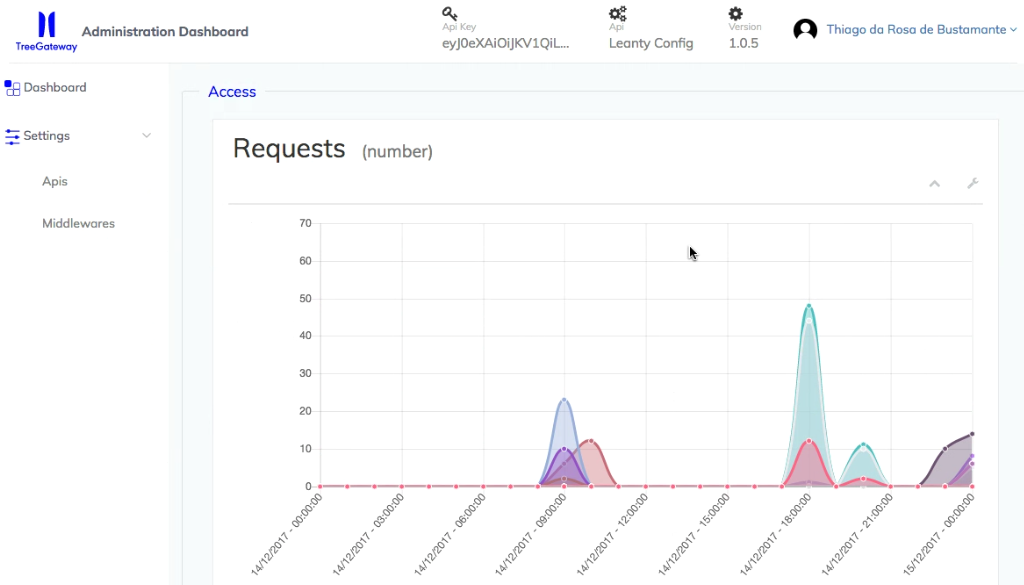 TreeGateway
Administration Dashboard
Api Key
eyJ0eXAiOiJKV1QiL...
Api
Leanty Config
Version
1.0.5
Thiago da Rosa de Bustamante
Dashboard
Settings
Apis
Middlewares
Access
Requests (number)
70
60
50
40
30
20
10
0
14/12/2017 - 00:00:00
14/12/2017 - 03:00:00
14/12/2017 - 06:00:00
14/12/2017 - 09:00:00
14/12/2017 - 12:00:00
14/12/2017 - 15:00:00
14/12/2017 - 18:00:00
14/12/2017 - 21:00:00
15/12/2017 - 00:00:00